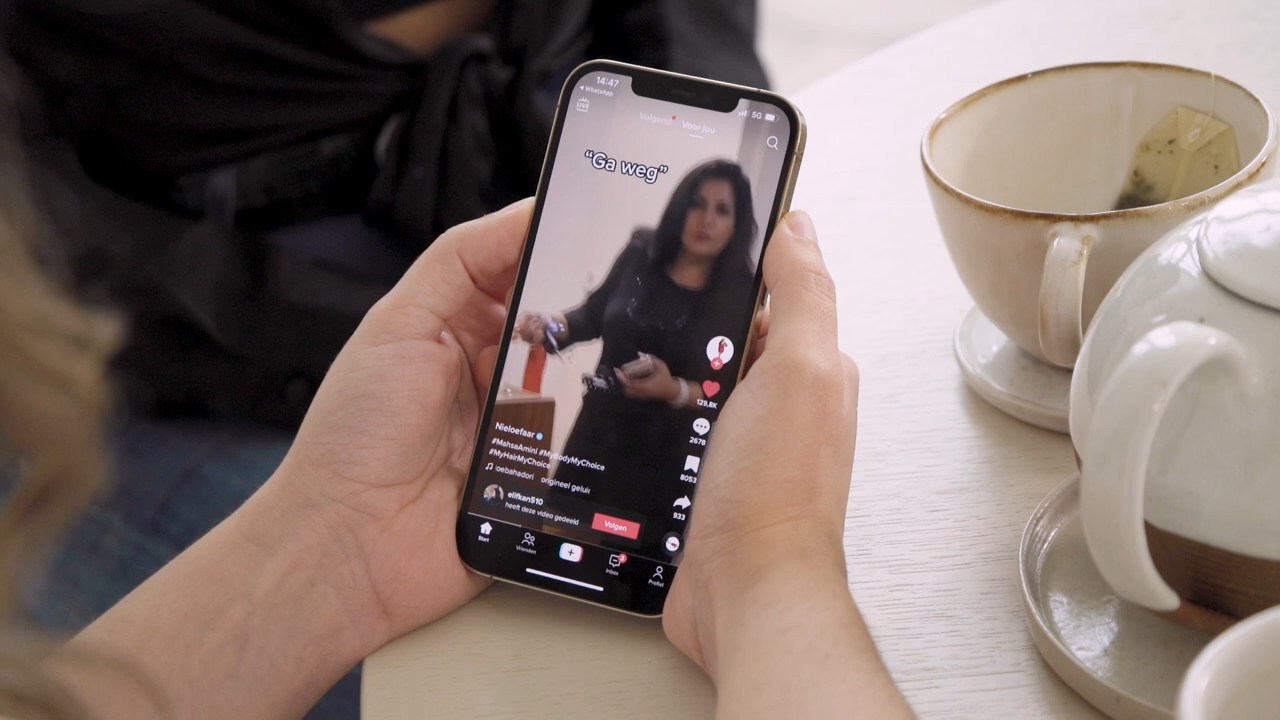 14:47
WhatsApp
5G
LIVE
Volgend
Voor jou
“Ga weg”
129,8K
2678
8053
933
Nieloefaar
#MahsaAmini #MyBodyMyChoice
#MyHairMyChoice
oebahadori origineel geluid
elifkan510
heeft deze video gedeeld
Volgen
Start
Vrienden
Inbox
Profiel